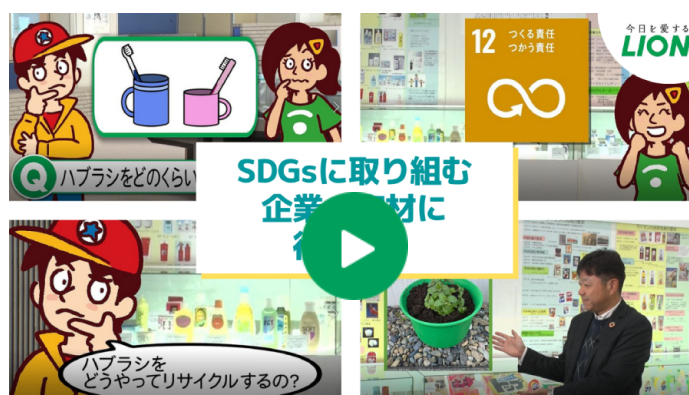 12 つくる責任
つかう責任
今日を愛する
LION
Q ハブラシをどのくらい
SDGsに取り組む
企業
材に
ハブラシを
どうやってリサイクルするの?